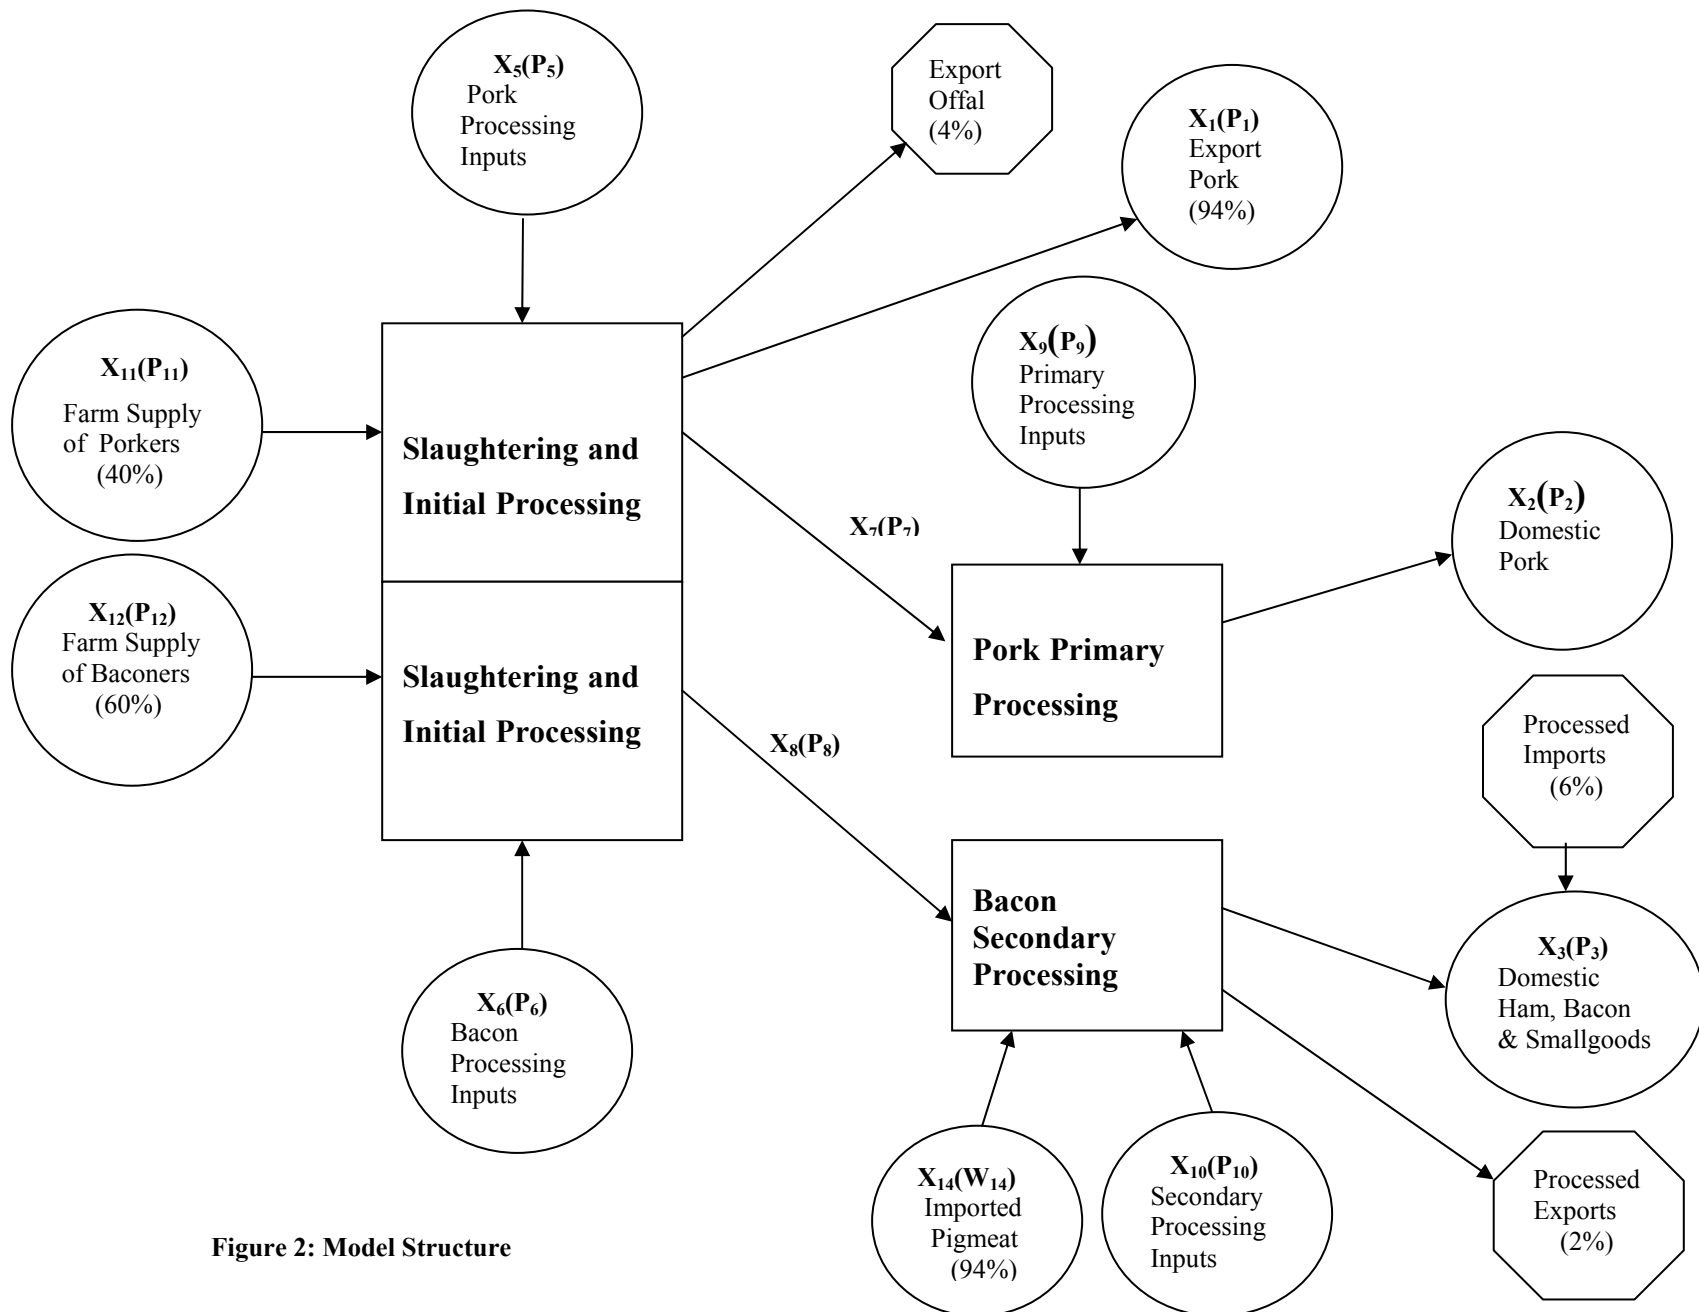 X5(P5)
Pork
Processing
Inputs
Export
Offal
(4%)
X1(P1)
Export
Pork
(94%)
X11(P11)
Farm Supply
of Porkers
(40%)
Slaughtering and
Initial Processing
X9(P9)
Primary
Processing
Inputs
X7(P7)
X2(P2)
Domestic
Pork
X12(P12)
Farm Supply
of Baconers
(60%)
Slaughtering and
Initial Processing
Pork Primary
Processing
X8(P8)
Processed
Imports
(6%)
Bacon
Secondary
Processing
X3(P3)
Domestic
Ham, Bacon
& Smallgoods
X6(P6)
Bacon
Processing
Inputs
X14(W14)
Imported
Pigmeat
(94%)
X10(P10)
Secondary
Processing
Inputs
Processed
Exports
(2%)
Figure 2: Model Structure